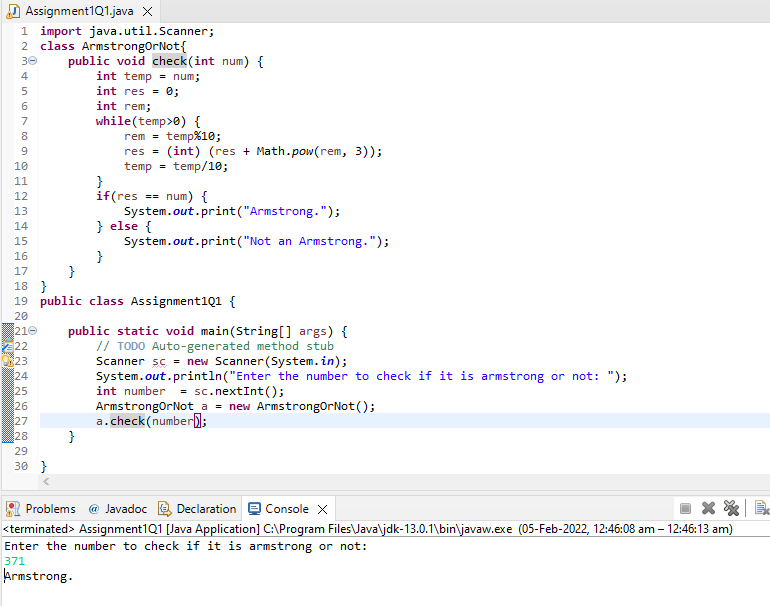 Assignment1Q1.java
1 import java.util.Scanner;
2 class ArmstrongOrNot{
3 public void check(int num) {
4 int temp = num;
5 int res = 0;
6 int rem;
7 while(temp>0) {
8 rem = temp%10;
9 res = (int) (res + Math.pow(rem, 3));
10 temp = temp/10;
11 }
12 if(res == num) {
13 System.out.print("Armstrong.");
14 } else {
15 System.out.print("Not an Armstrong.");
16 }
17 }
18 }
19 public class Assignment1Q1 {
20
21 public static void main(String[] args) {
22 // TODO Auto-generated method stub
23 Scanner sc = new Scanner(System.in);
24 System.out.println("Enter the number to check if it is armstrong or not: ");
25 int number  = sc.nextInt();
26 ArmstrongOrNot a = new ArmstrongOrNot();
27 a.check(number);
28 }
29
30 }
Problems @ Javadoc Declaration Console
<terminated> Assignment1Q1 [Java Application] C:\Program Files\Java\jdk-13.0.1\bin\javaw.exe (05-Feb-2022, 12:46:08 am – 12:46:13 am)
Enter the number to check if it is armstrong or not:
371
Armstrong.